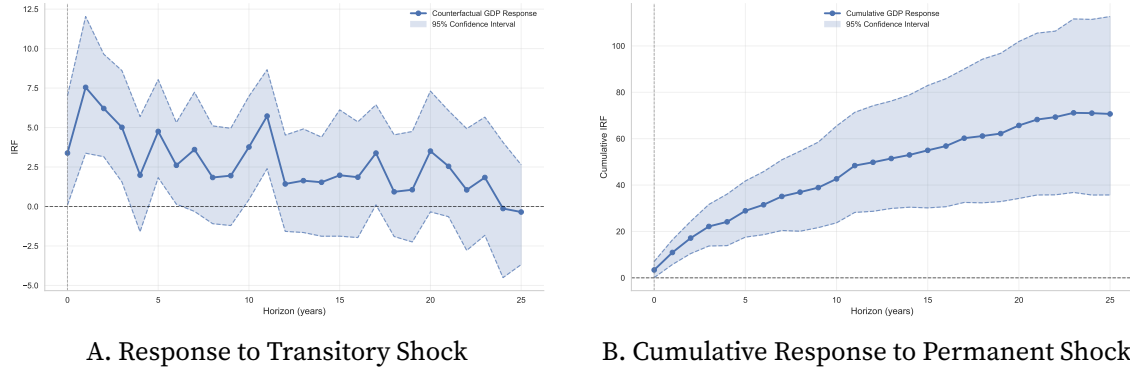 12.5
10.0
7.5
5.0
2.5
0.0
−2.5
−5.0
IRF
Counterfactual GDP Response
95% Confidence Interval
0
5
10
15
20
25
Horizon (years)
A. Response to Transitory Shock
100
80
60
40
20
0
Cumulative IRF
Cumulative GDP Response
95% Confidence Interval
0
5
10
15
20
25
Horizon (years)
B. Cumulative Response to Permanent Shock